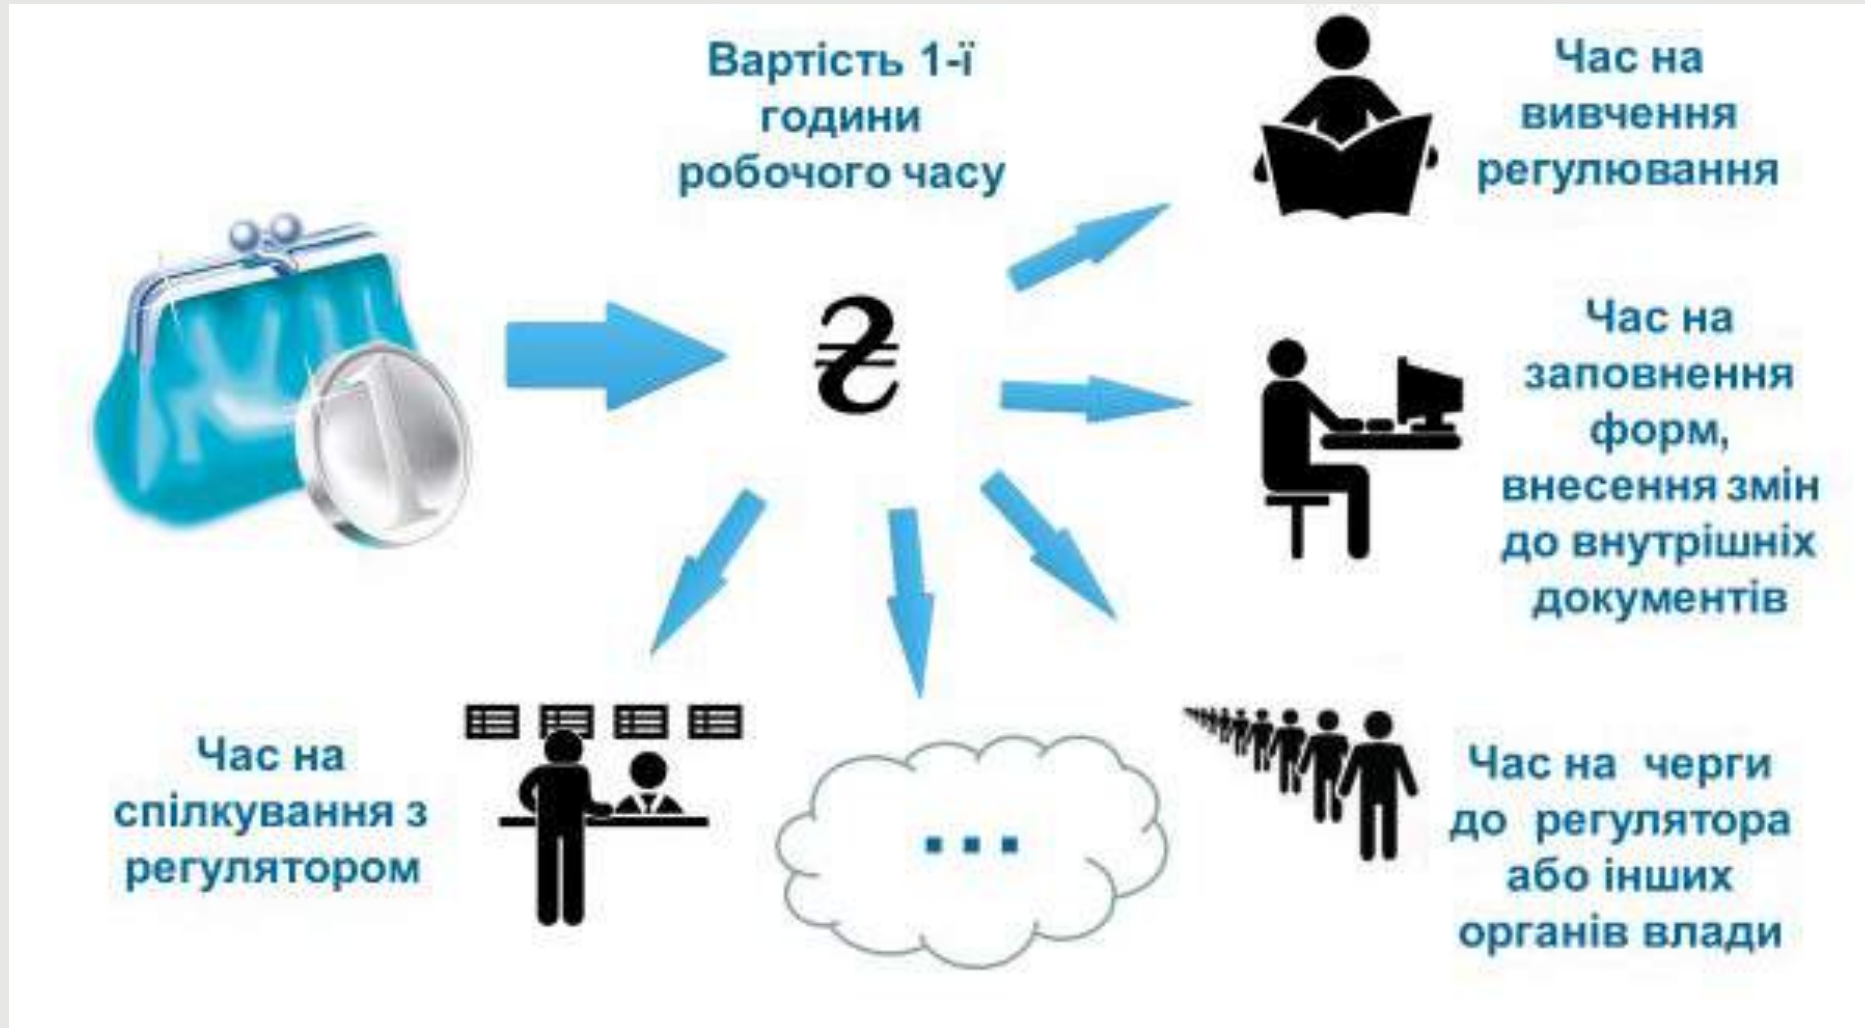 Вартість 1-ї
години
робочого часу
Час на
вивчення
регулювання
₴
1
Час на
заповнення
форм,
внесення змін
до внутрішніх
документів
Час на
спілкування з
регулятором
...
Час на черги
до регулятора
або інших
органів влади